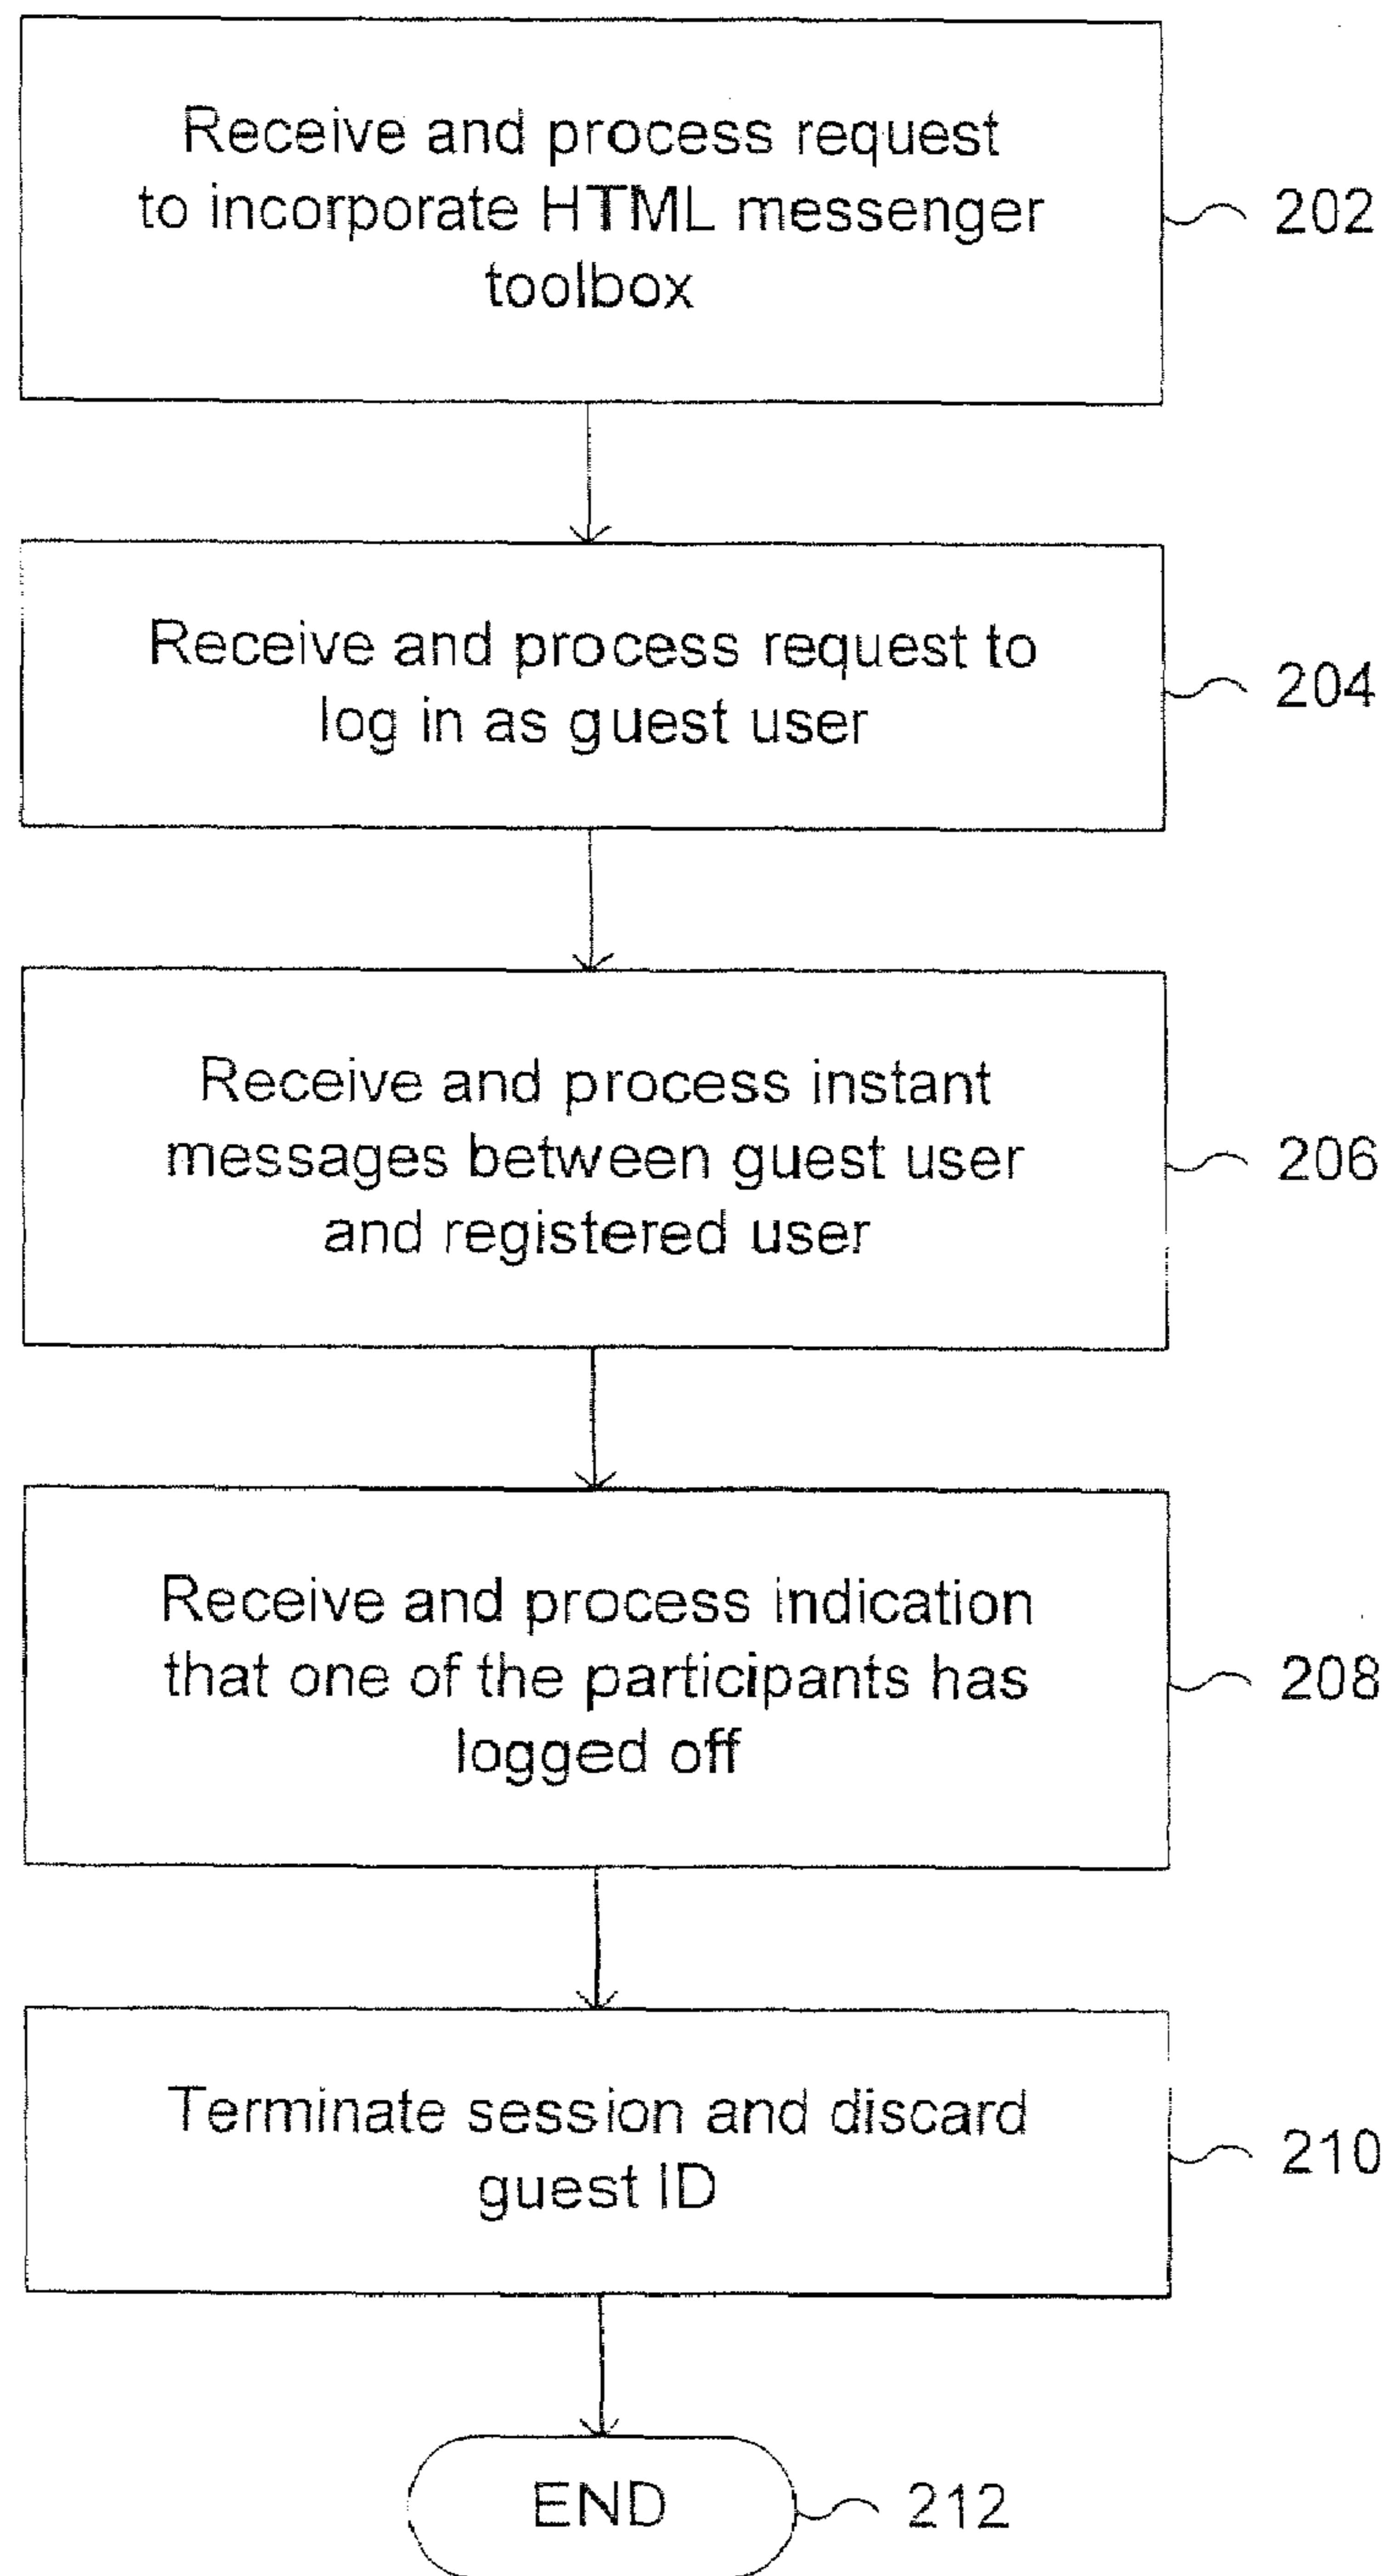 Receive and process request
to incorporate HTML messenger
toolbox
202
Receive and process request to
log in as guest user
204
Receive and process instant
messages between guest user
and registered user
206
Receive and process indication
that one of the participants has
logged off
208
Terminate session and discard
guest ID
210
END
212